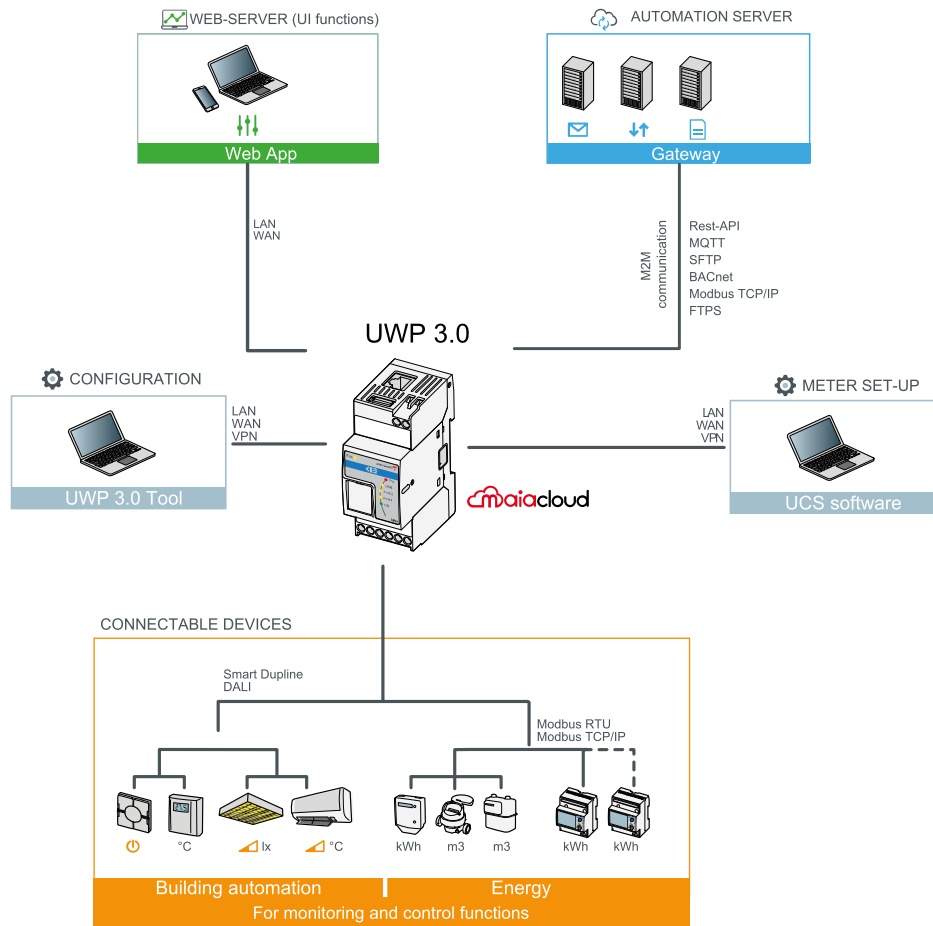 WEB-SERVER (UI functions)
AUTOMATION SERVER
Web App
Gateway
LAN
WAN
M2M
communication
Rest-API
MQTT
SFTP
BACnet
Modbus TCP/IP
FTPS
UWP 3.0
CONFIGURATION
METER SET-UP
LAN
WAN
VPN
LAN
WAN
VPN
UWP 3.0 Tool
maiacloud
UCS software
CONNECTABLE DEVICES
Smart Dupline
DALI
Modbus RTU
Modbus TCP/IP
°C
lx
°C
kWh
m3
m3
kWh
kWh
Building automation
Energy
For monitoring and control functions